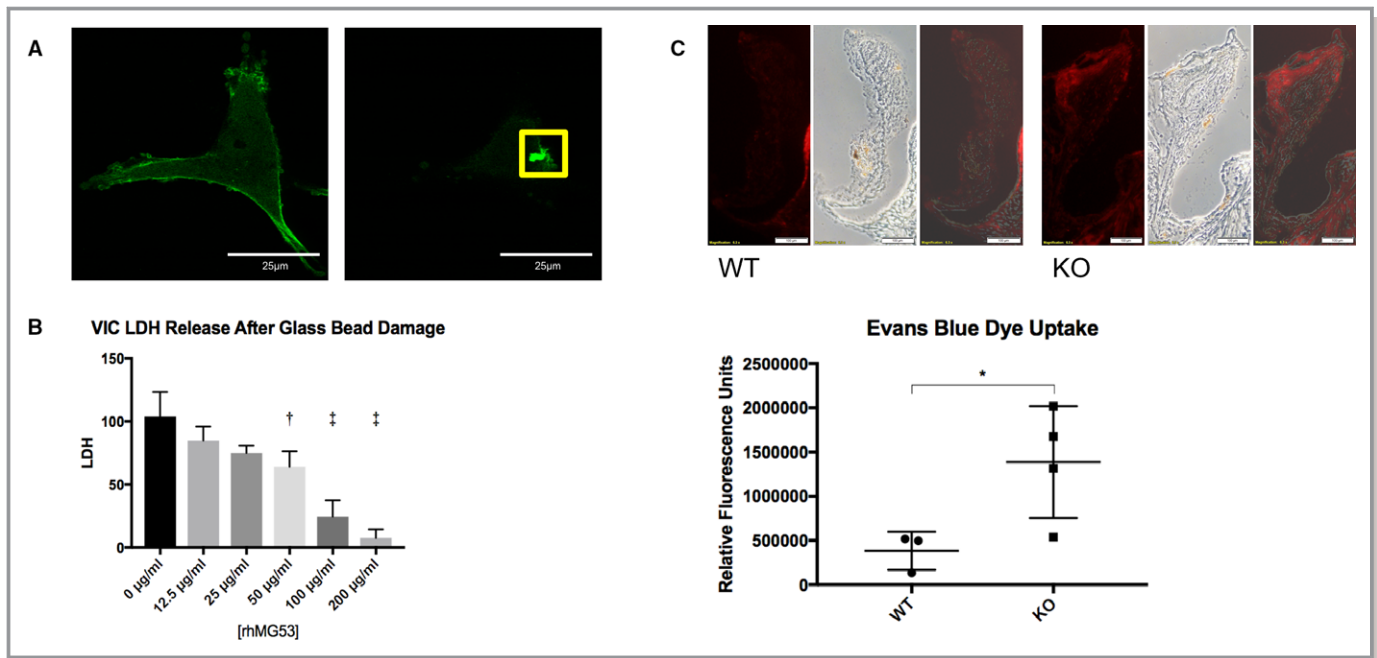 A
25µm
25µm
B
VIC LDH Release After Glass Bead Damage
LDH
150
100
50
0
†
‡
‡
0 µg/ml
12.5 µg/ml
25 µg/ml
50 µg/ml
100 µg/ml
200 µg/ml
[rhMG53]
C
WT
KO
Evans Blue Dye Uptake
Relative Fluorescence Units
2500000
2000000
1500000
1000000
500000
0
*
WT
KO